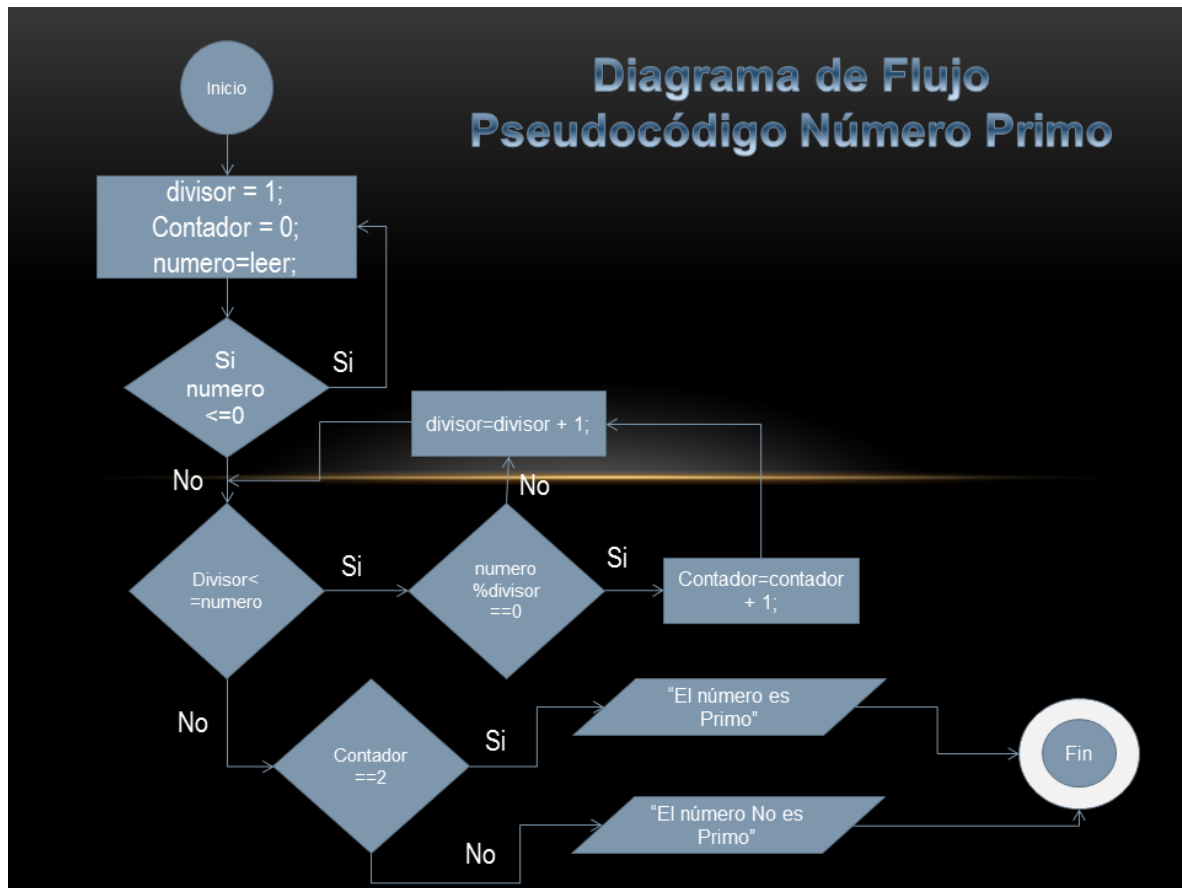 Diagrama de Flujo
Pseudocódigo Número Primo
Inicio
divisor = 1;
Contador = 0;
numero=leer;
Si
numero
<=0
Si
No
divisor=divisor + 1;
No
Divisor<
=numero
Si
numero
%divisor
==0
Si
Contador=contador
+ 1;
No
Contador
==2
Si
“El número es
Primo”
Fin
No
“El número No es
Primo”